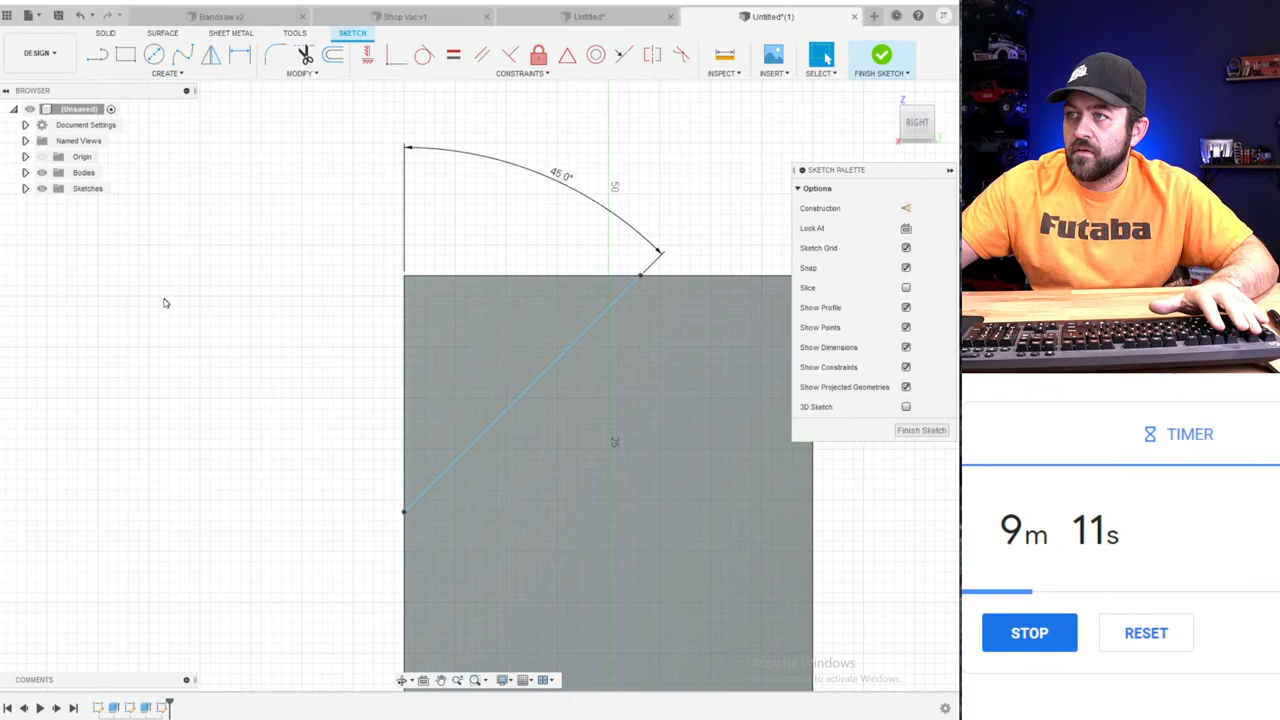 Bandsaw v2
Shop Vac v1
Untitled*
Untitled*(1)
JT
DESIGN
SOLID
SURFACE
SHEET METAL
TOOLS
SKETCH
CREATE
MODIFY
CONSTRAINTS
INSPECT
INSERT
SELECT
FINISH SKETCH
BROWSER
(Unsaved)
Document Settings
Named Views
Origin
Bodies
Sketches
45.0°
50
25
Z
RIGHT
X
Y
SKETCH PALETTE
Options
Construction
Look At
Sketch Grid
Snap
Slice
Show Profile
Show Points
Show Dimensions
Show Constraints
Show Projected Geometries
3D Sketch
Finish Sketch
Activate Windows
COMMENTS
Futaba
TIMER
9m 11s
STOP
RESET